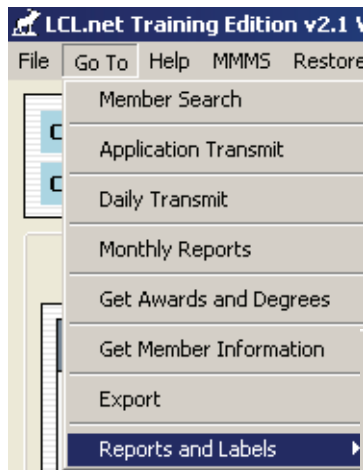 LCL.net Training Edition v2.1
File Go To Help MMMS Restore
Member Search
Application Transmit
Daily Transmit
Monthly Reports
Get Awards and Degrees
Get Member Information
Export
Reports and Labels